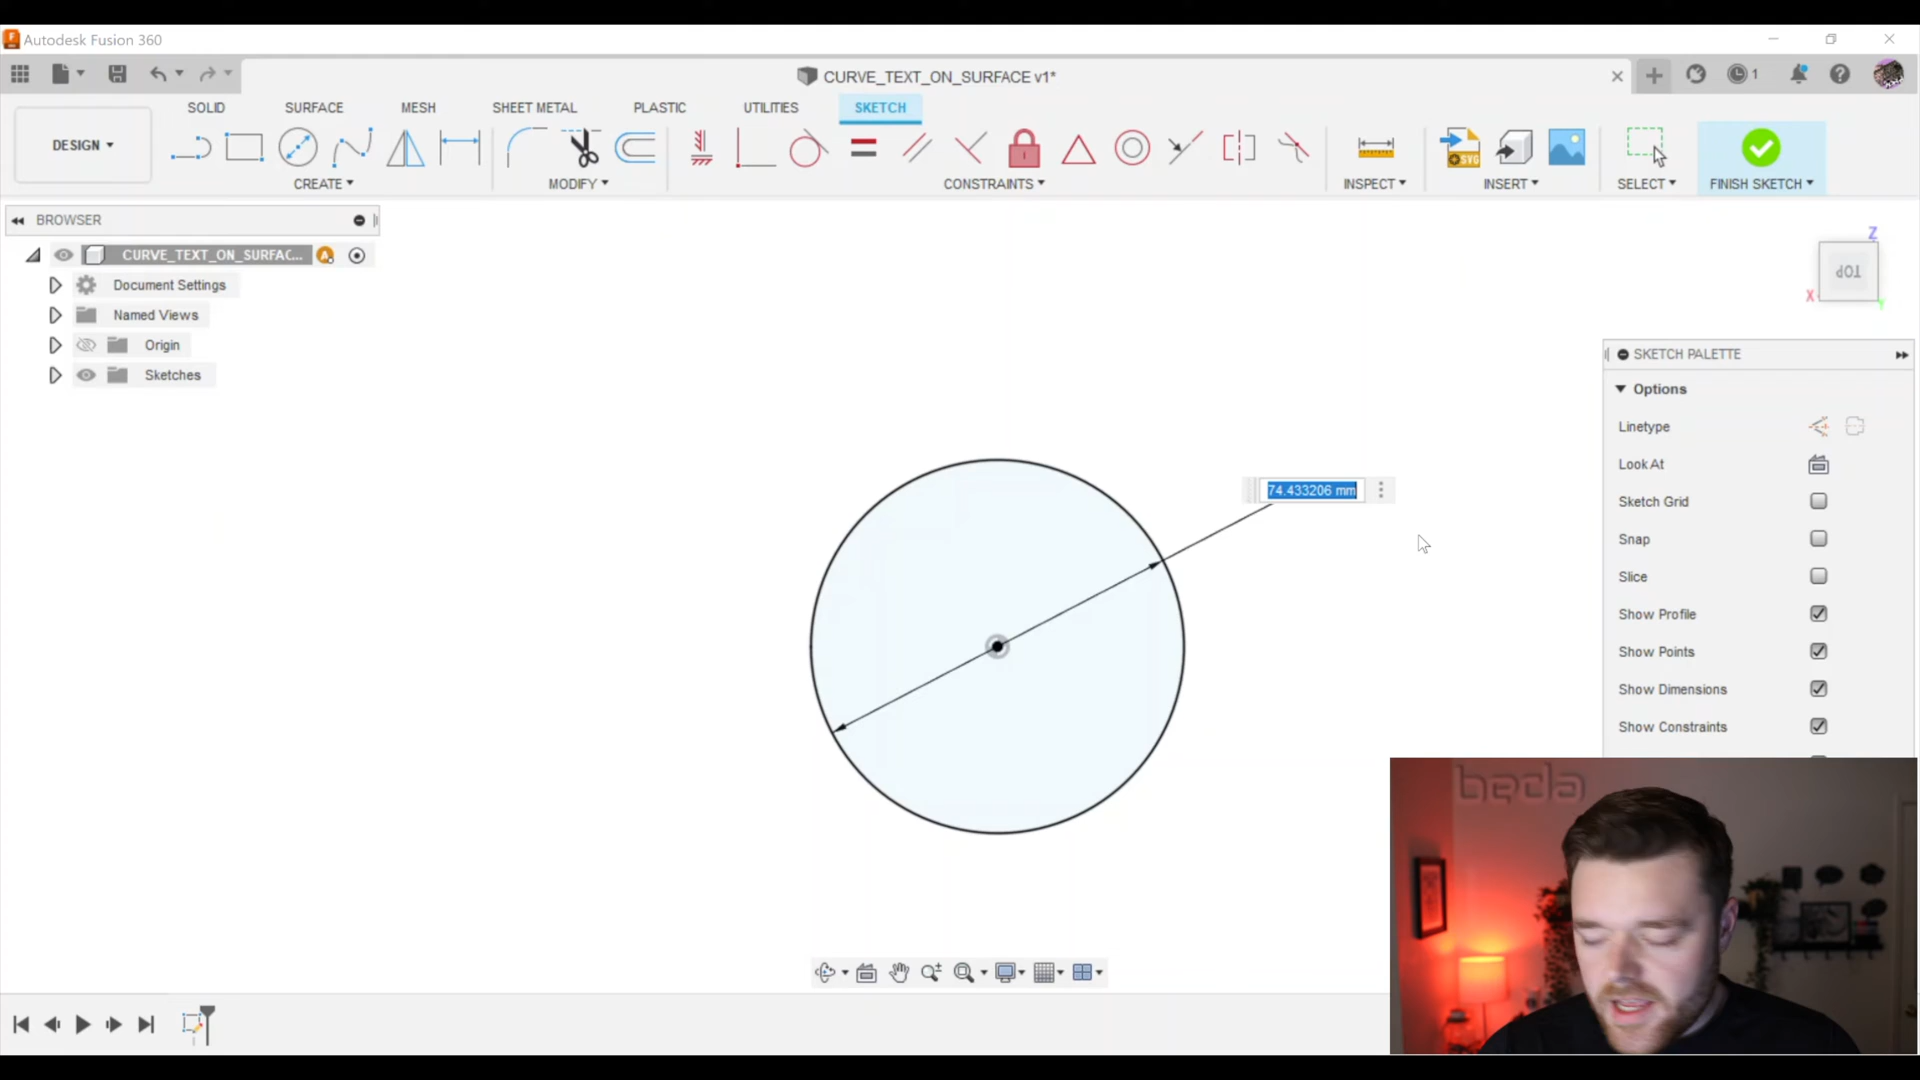 Autodesk Fusion 360
CURVE_TEXT_ON_SURFACE v1*
1
DESIGN
SOLID
SURFACE
MESH
SHEET METAL
PLASTIC
UTILITIES
SKETCH
CREATE
MODIFY
CONSTRAINTS
INSPECT
INSERT
SELECT
FINISH SKETCH
SVG
BROWSER
CURVE_TEXT_ON_SURFAC...
Document Settings
Named Views
Origin
Sketches
74.433206 mm
Z
TOP
X
Y
SKETCH PALETTE
Options
Linetype
Look At
Sketch Grid
Snap
Slice
Show Profile
Show Points
Show Dimensions
Show Constraints